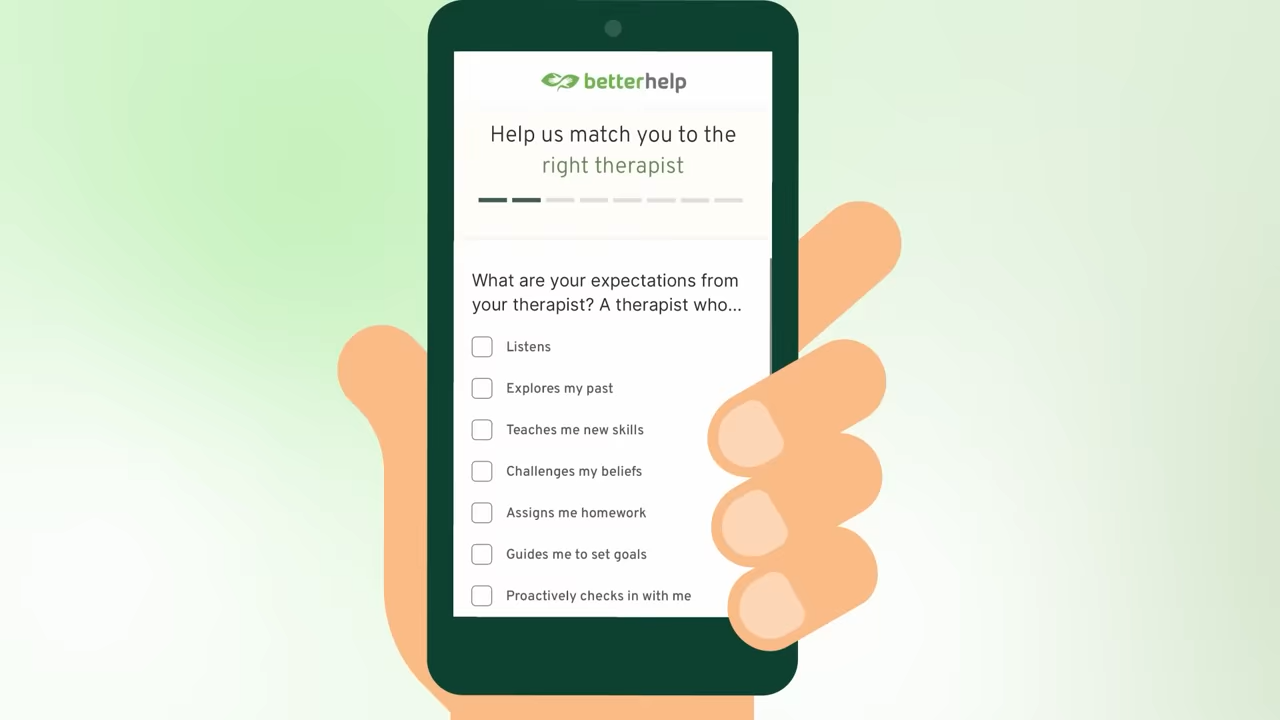 betterhelp
Help us match you to the
right therapist
What are your expectations from
your therapist? A therapist who...
Listens
Explores my past
Teaches me new skills
Challenges my beliefs
Assigns me homework
Guides me to set goals
Proactively checks in with me